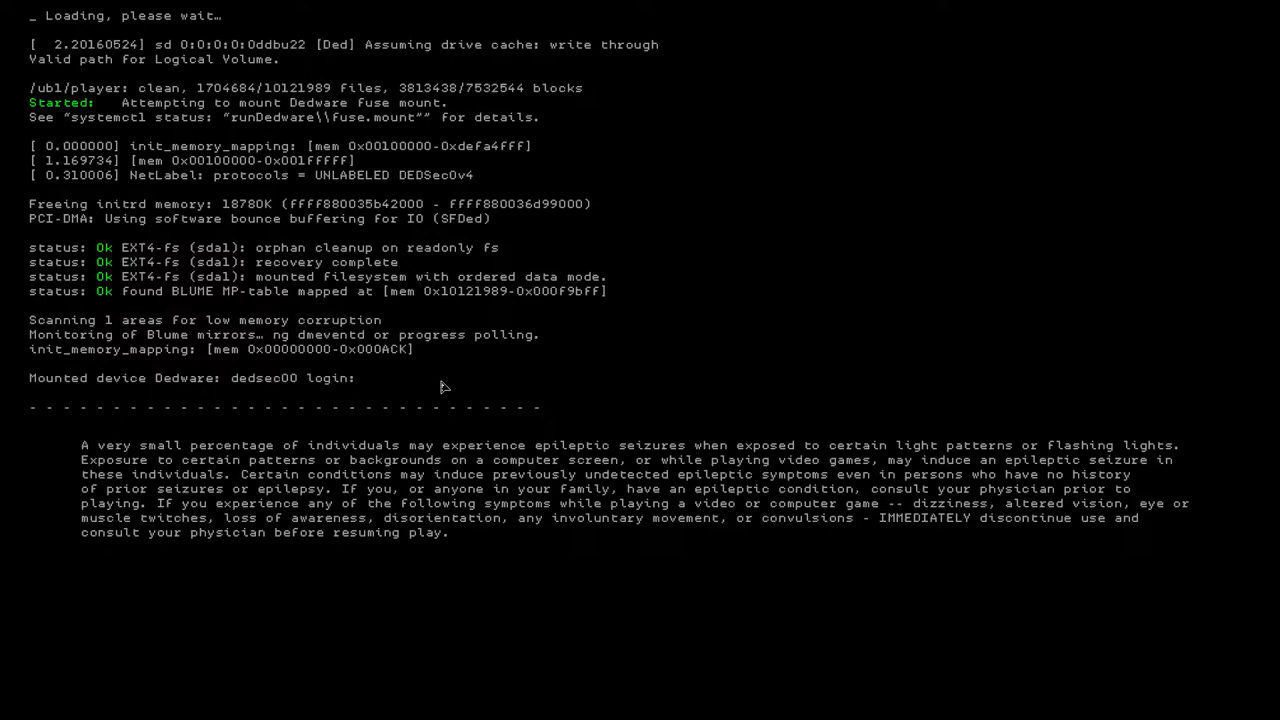 _ Loading, please wait…
[  2.20160524] sd 0:0:0:0:0ddbu22 [Ded] Assuming drive cache: write through
Valid path for Logical Volume.
/ubl/player: clean, 1704684/10121989 files, 3813438/7532544 blocks
Started:   Attempting to mount Dedware fuse mount.
See “systemctl status: “runDedware\\fuse.mount”” for details.
[ 0.000000] init_memory_mapping: [mem 0x00100000-0xdefa4fff]
[ 1.169734] [mem 0x00100000-0x001fffff]
[ 0.310006] NetLabel: protocols = UNLABELED DEDSec0v4
Freeing initrd memory: 18780K (ffff880035b42000 - ffff880036d99000)
PCI-DMA: Using software bounce buffering for IO (SFDed)
status: Ok EXT4-fs (sda1): orphan cleanup on readonly fs
status: Ok EXT4-fs (sda1): recovery complete
status: Ok EXT4-fs (sda1): mounted filesystem with ordered data mode.
status: Ok found BLUME MP-table mapped at [mem 0x10121989-0x000f9bff]
Scanning 1 areas for low memory corruption
Monitoring of Blume mirrors… ng dmeventd or progress polling.
init_memory_mapping: [mem 0x00000000-0x000ACK]
Mounted device Dedware: dedsec00 login:
- - - - - - - - - - - - - - - - - - - - - - - - - - - - - - -
A very small percentage of individuals may experience epileptic seizures when exposed to certain light patterns or flashing lights.
Exposure to certain patterns or backgrounds on a computer screen, or while playing video games, may induce an epileptic seizure in
these individuals. Certain conditions may induce previously undetected epileptic symptoms even in persons who have no history
of prior seizures or epilepsy. If you, or anyone in your family, have an epileptic condition, consult your physician prior to
playing. If you experience any of the following symptoms while playing a video or computer game -- dizziness, altered vision, eye or
muscle twitches, loss of awareness, disorientation, any involuntary movement, or convulsions - IMMEDIATELY discontinue use and
consult your physician before resuming play.